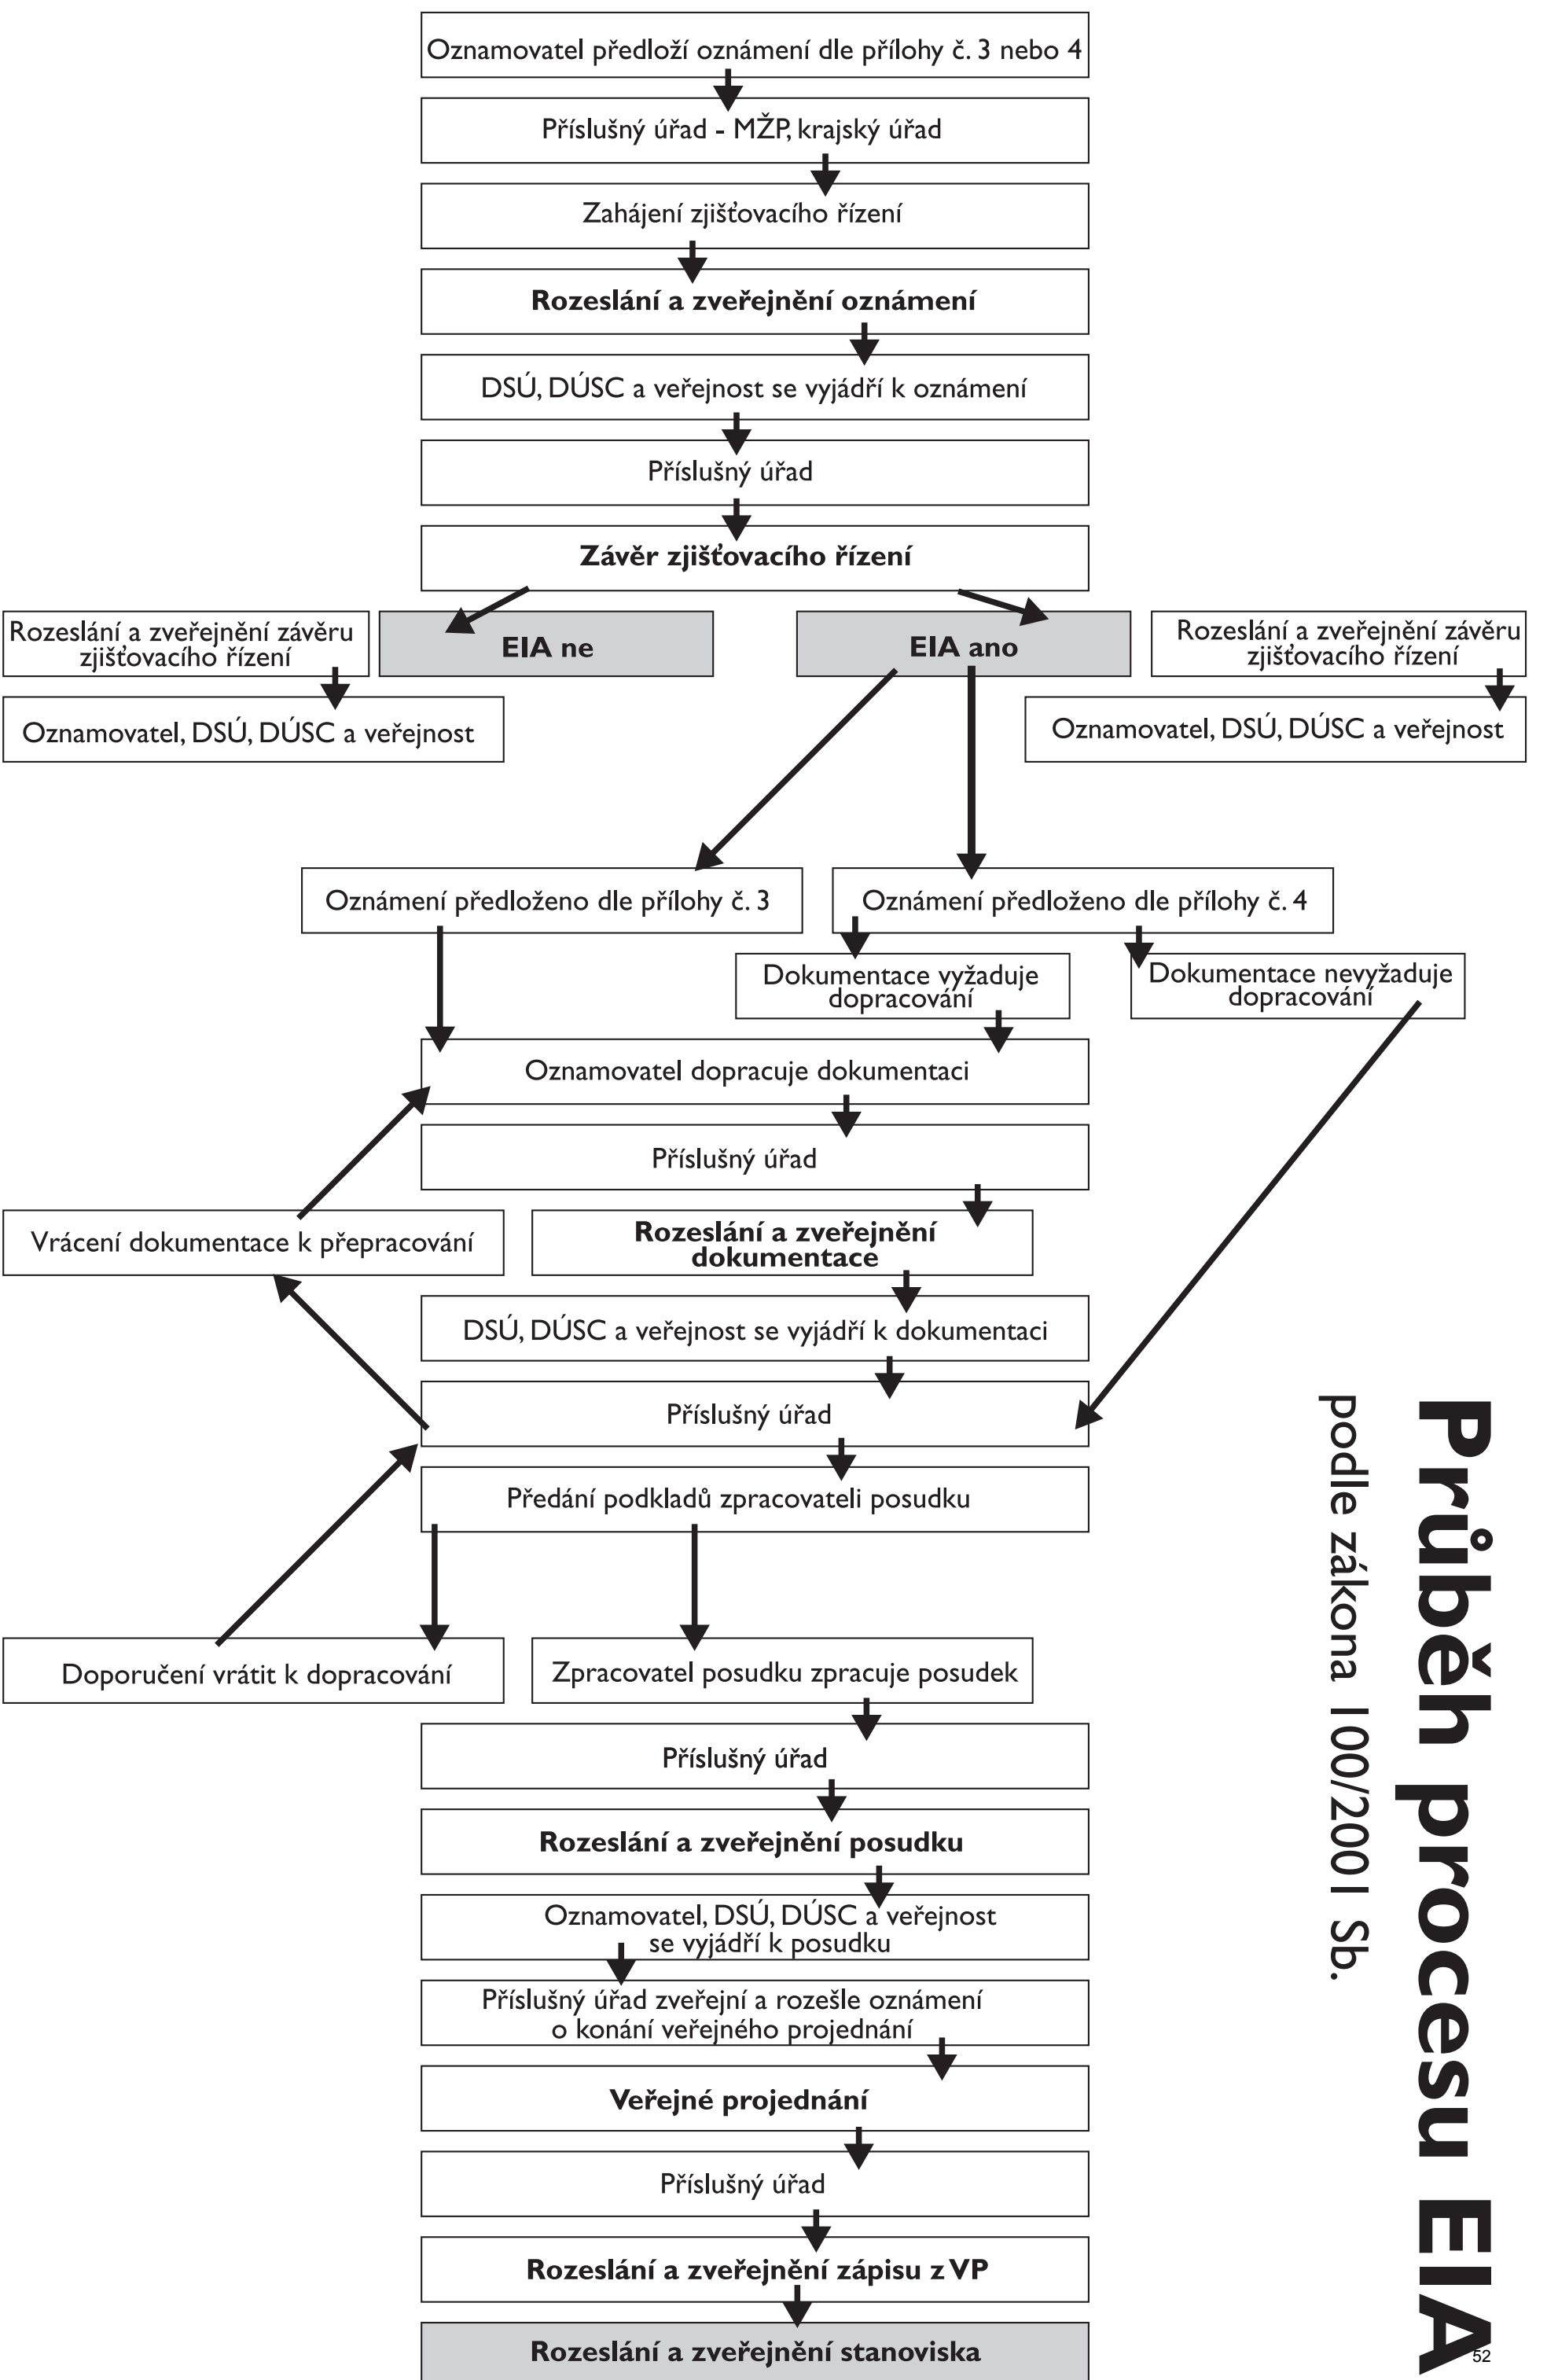 Oznamovatel předloží oznámení dle přílohy č. 3 nebo 4
Příslušný úřad - MŽP, krajský úřad
Zahájení zjišťovacího řízení
Rozeslání a zveřejnění oznámení
DSÚ, DÚSC a veřejnost se vyjádří k oznámení
Příslušný úřad
Závěr zjišťovacího řízení
Rozeslání a zveřejnění závěru
zjišťovacího řízení
EIA ne
EIA ano
Rozeslání a zveřejnění závěru
zjišťovacího řízení
Oznamovatel, DSÚ, DÚSC a veřejnost
Oznamovatel, DSÚ, DÚSC a veřejnost
Oznámení předloženo dle přílohy č. 3
Oznámení předloženo dle přílohy č. 4
Dokumentace vyžaduje
dopracování
Dokumentace nevyžaduje
dopracování
Oznamovatel dopracuje dokumentaci
Příslušný úřad
Vrácení dokumentace k přepracování
Rozeslání a zveřejnění
dokumentace
DSÚ, DÚSC a veřejnost se vyjádří k dokumentaci
Příslušný úřad
Předání podkladů zpracovateli posudku
Doporučení vrátit k dopracování
Zpracovatel posudku zpracuje posudek
Příslušný úřad
Rozeslání a zveřejnění posudku
Oznamovatel, DSÚ, DÚSC a veřejnost
se vyjádří k posudku
Příslušný úřad zveřejní a rozešle oznámení
o konání veřejného projednání
Veřejné projednání
Příslušný úřad
Rozeslání a zveřejnění zápisu z VP
Rozeslání a zveřejnění stanoviska
Průběh procesu EIA
podle zákona 100/2001 Sb.
52